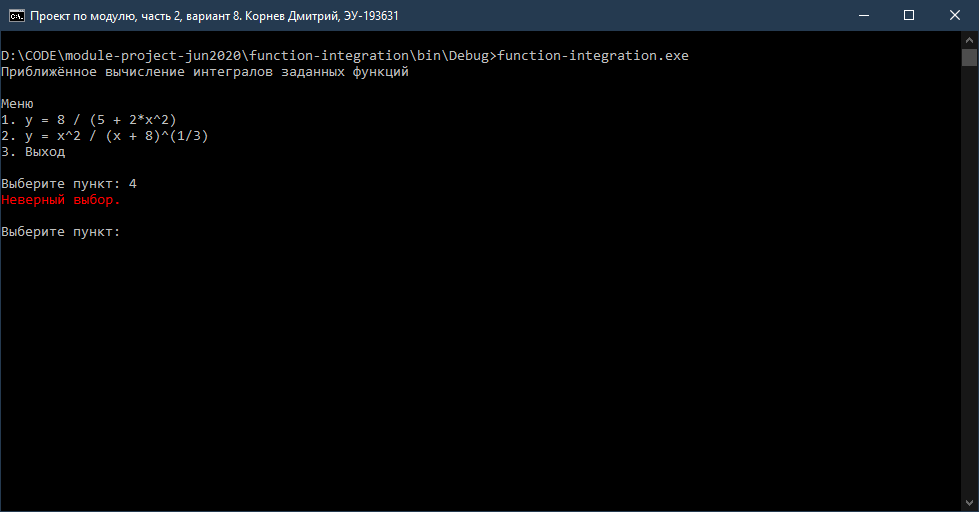 Проект по модулю, часть 2, вариант 8. Корнев Дмитрий, ЭУ-193631
D:\CODE\module-project-jun2020\function-integration\bin\Debug>function-integration.exe
Приближённое вычисление интегралов заданных функций
Меню
1. y = 8 / (5 + 2*x^2)
2. y = x^2 / (x + 8)^(1/3)
3. Выход
Выберите пункт: 4
Неверный выбор.
Выберите пункт: